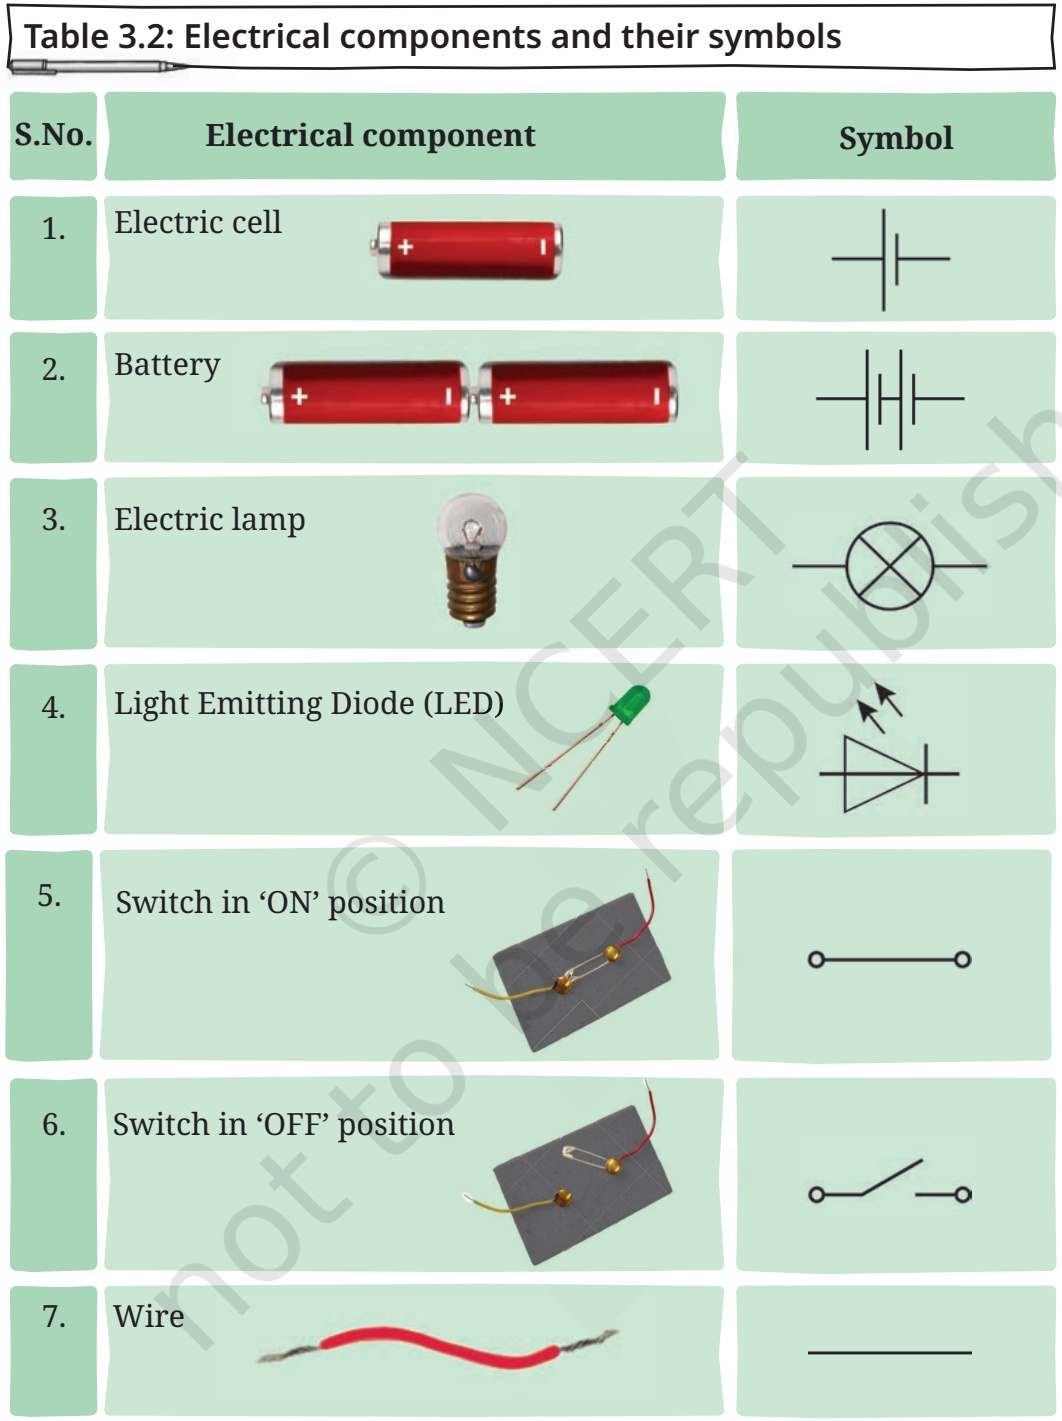 Table 3.2: Electrical components and their symbols
S.No. Electrical component Symbol
1. Electric cell
+ −
2. Battery
+ − + −
3. Electric lamp
4. Light Emitting Diode (LED)
5. Switch in ‘ON’ position
6. Switch in ‘OFF’ position
7. Wire
© NCERT
not to be republish